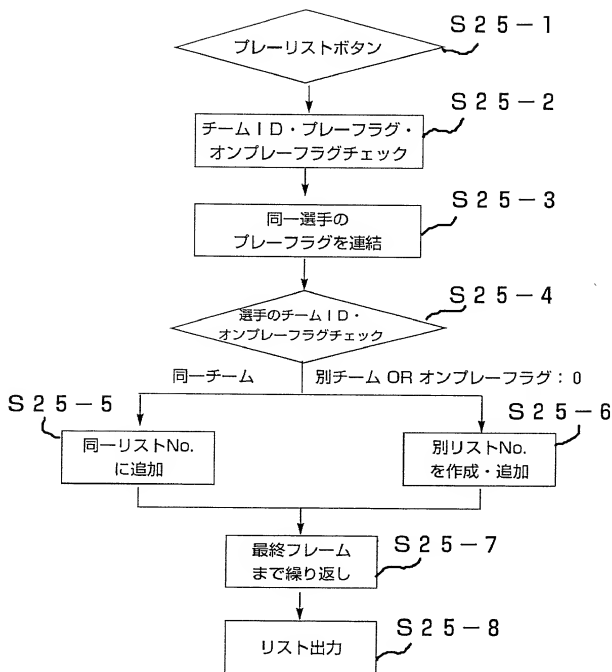 S25-1
プレーリストボタン
S25-2
チームID・プレーフラグ・
オンプレーフラグチェック
S25-3
同一選手の
プレーフラグを連結
S25-4
選手のチームID・
オンプレーフラグチェック
同一チーム
別チーム OR オンプレーフラグ：0
S25-5
同一リストNo.
に追加
S25-6
別リストNo.
を作成・追加
S25-7
最終フレーム
まで繰り返し
S25-8
リスト出力